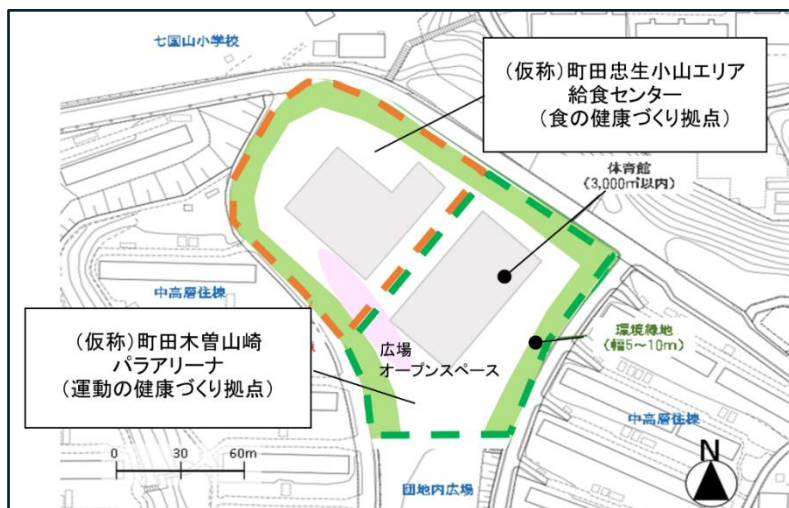 七国山小学校
(仮称)町田忠生小山エリア
給食センター
(食の健康づくり拠点)
体育館
(3,000㎡以内)
中高層住棟
(仮称)町田木曽山崎
パラアリーナ
(運動の健康づくり拠点)
広場
オープンスペース
環境緑地
(幅5~10m)
中高層住棟
0 30 60m
団地内広場
N